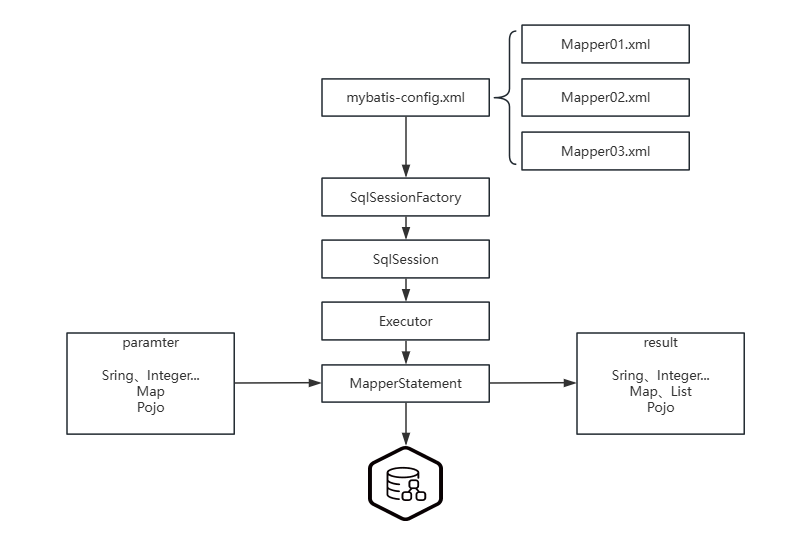 Mapper01.xml
mybatis-config.xml
Mapper02.xml
Mapper03.xml
SqlSessionFactory
SqlSession
Executor
paramter
Sring、Integer...
Map
Pojo
MapperStatement
result
Sring、Integer...
Map、List
Pojo